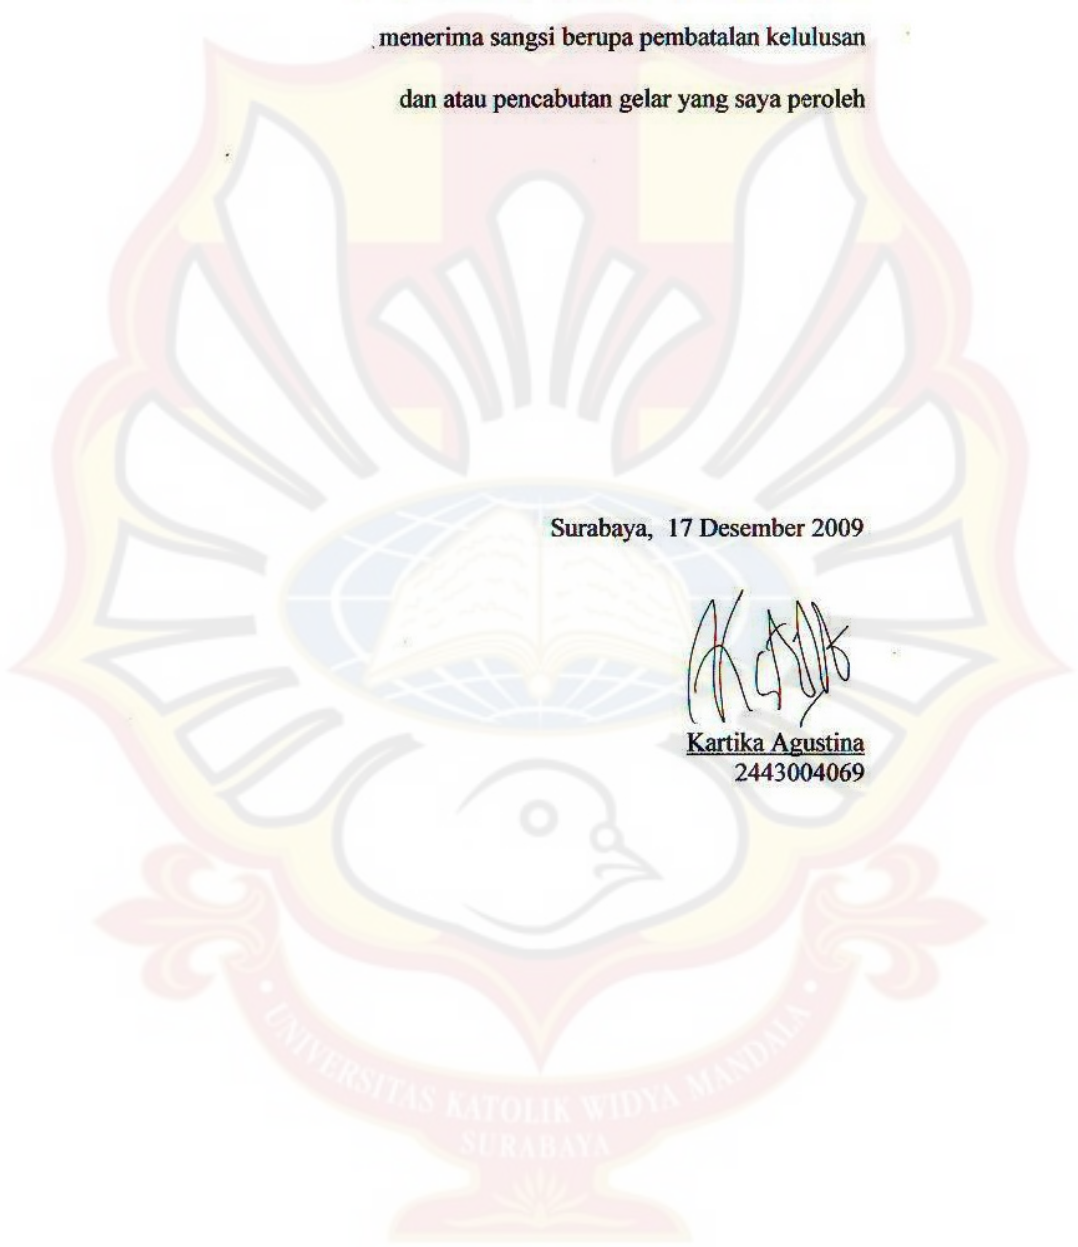 menerima sangsi berupa pembatalan kelulusan
dan atau pencabutan gelar yang saya peroleh
Surabaya, 17 Desember 2009
Kartika Agustina
2443004069
UNIVERSITAS KATOLIK WIDYA MANDALA
SURABAYA